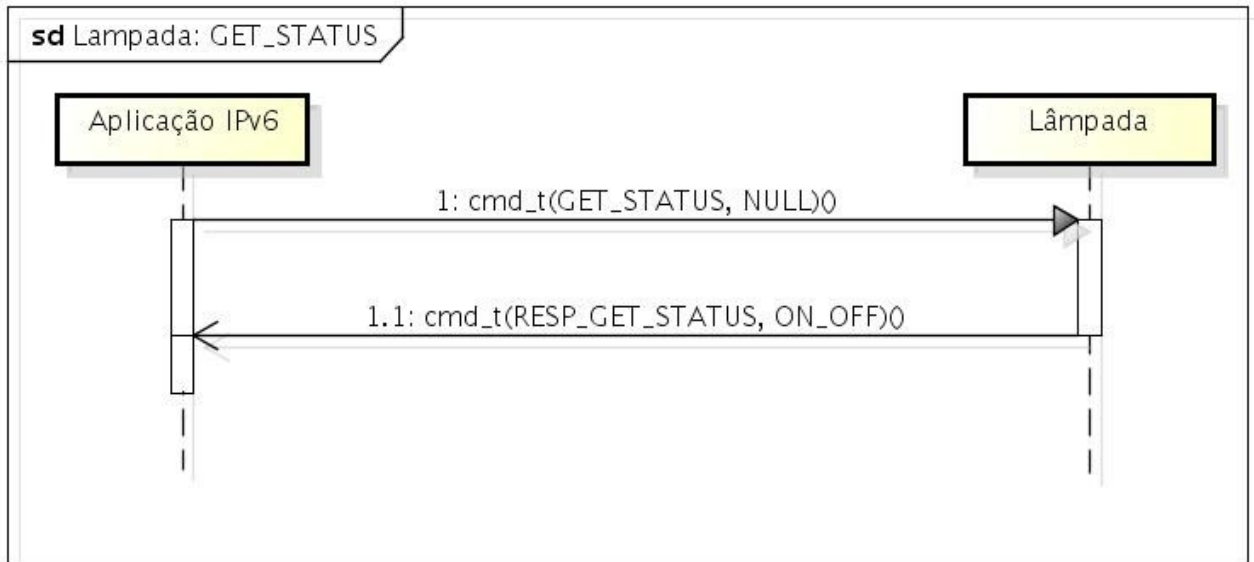 sd Lampada: GET_STATUS
Aplicação IPv6
Lâmpada
1: cmd_t(GET_STATUS, NULL)()
1.1: cmd_t(RESP_GET_STATUS, ON_OFF)()